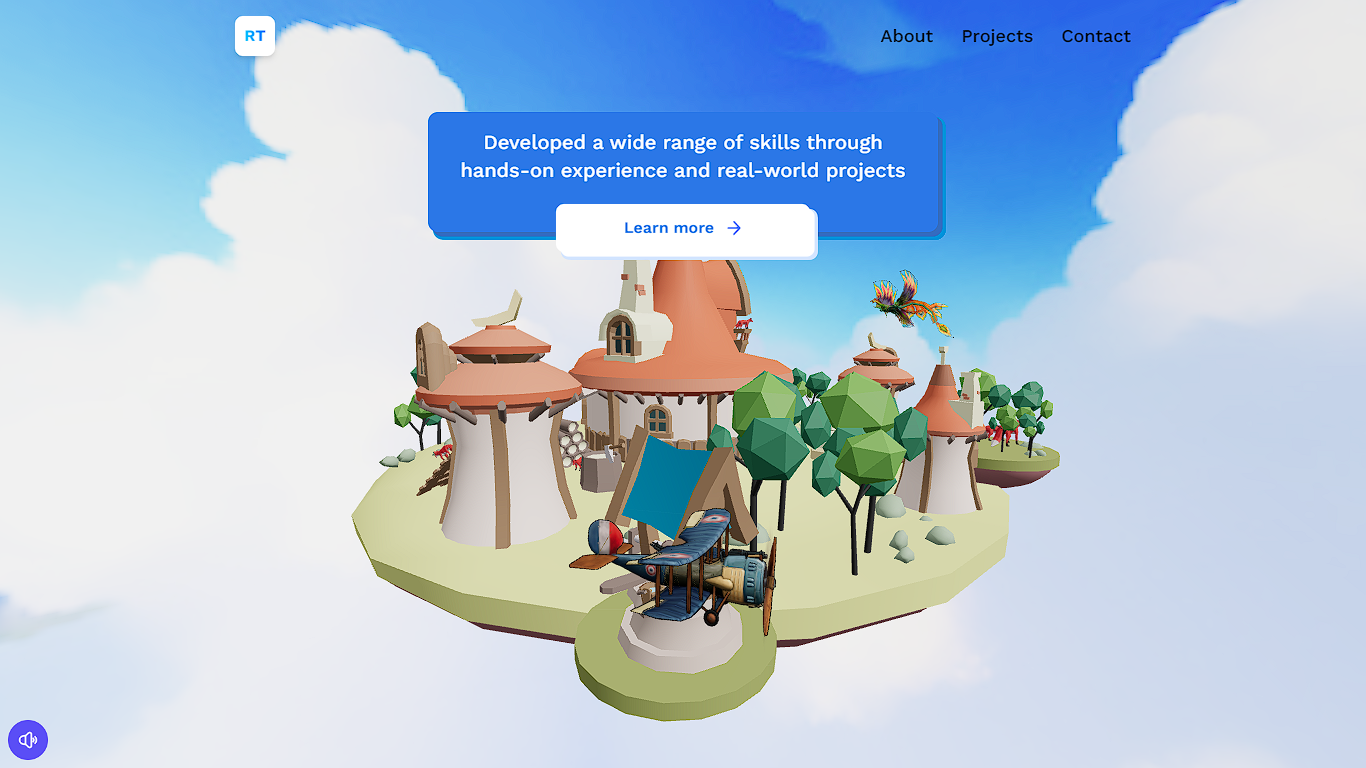 RT
About
Projects
Contact
Developed a wide range of skills through
hands-on experience and real-world projects
Learn more